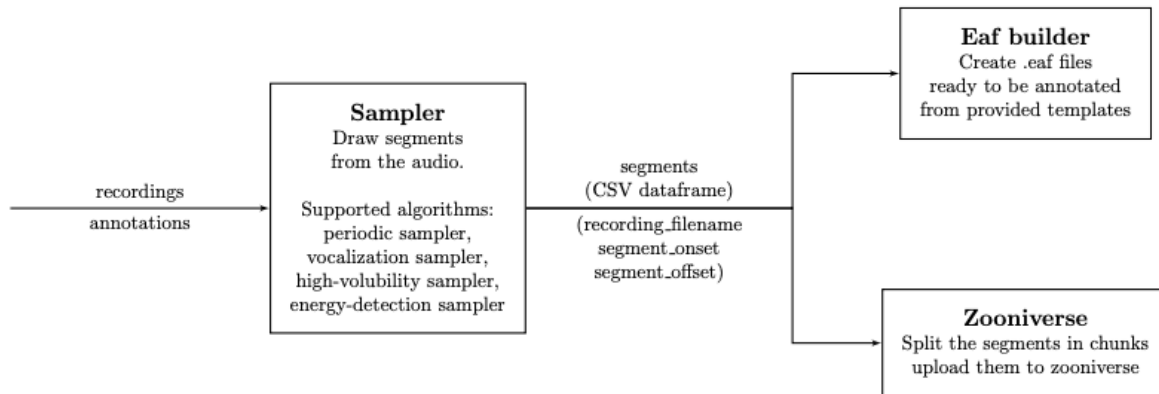 recordings
annotations
Sampler
Draw segments
from the audio.
Supported algorithms:
periodic sampler,
vocalization sampler,
high-volubility sampler,
energy-detection sampler
segments
(CSV dataframe)
(recording_filename
segment_onset
segment_offset)
Eaf builder
Create .eaf files
ready to be annotated
from provided templates
Zooniverse
Split the segments in chunks
upload them to zooniverse